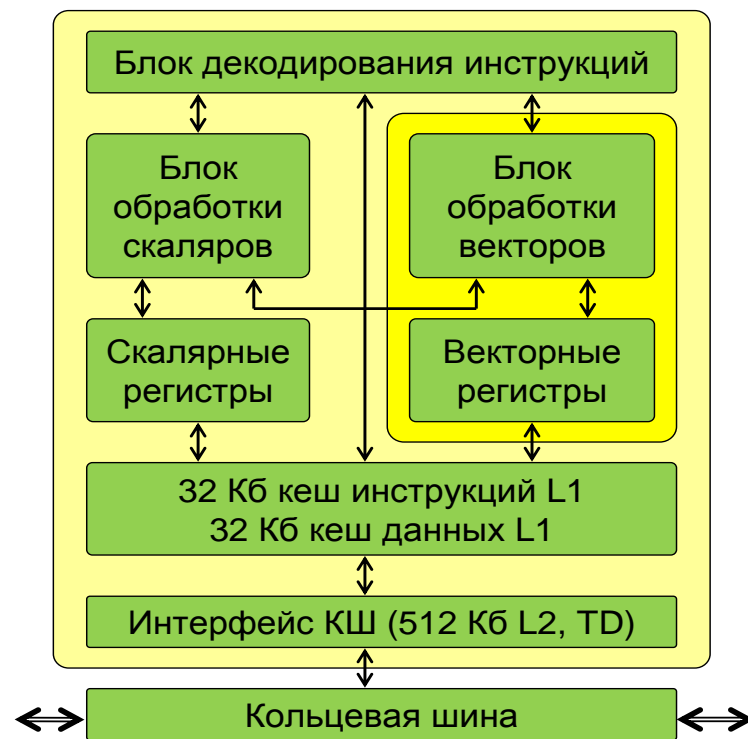 Блок декодирования инструкций
Блок
обработки
скаляров
Блок
обработки
векторов
Скалярные
регистры
Векторные
регистры
32 Кб кеш инструкций L1
32 Кб кеш данных L1
Интерфейс КШ (512 Кб L2, TD)
Кольцевая шина